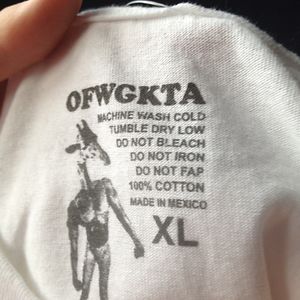 OFWGKTA
MACHINE WASH COLD
TUMBLE DRY LOW
DO NOT BLEACH
DO NOT IRON
DO NOT FAP
100% COTTON
MADE IN MEXICO
XL